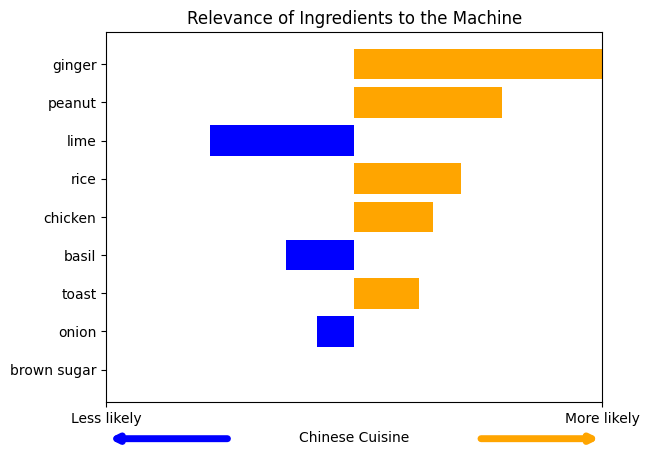 Relevance of Ingredients to the Machine
ginger
peanut
lime
rice
chicken
basil
toast
onion
brown sugar
Less likely
More likely
Chinese Cuisine